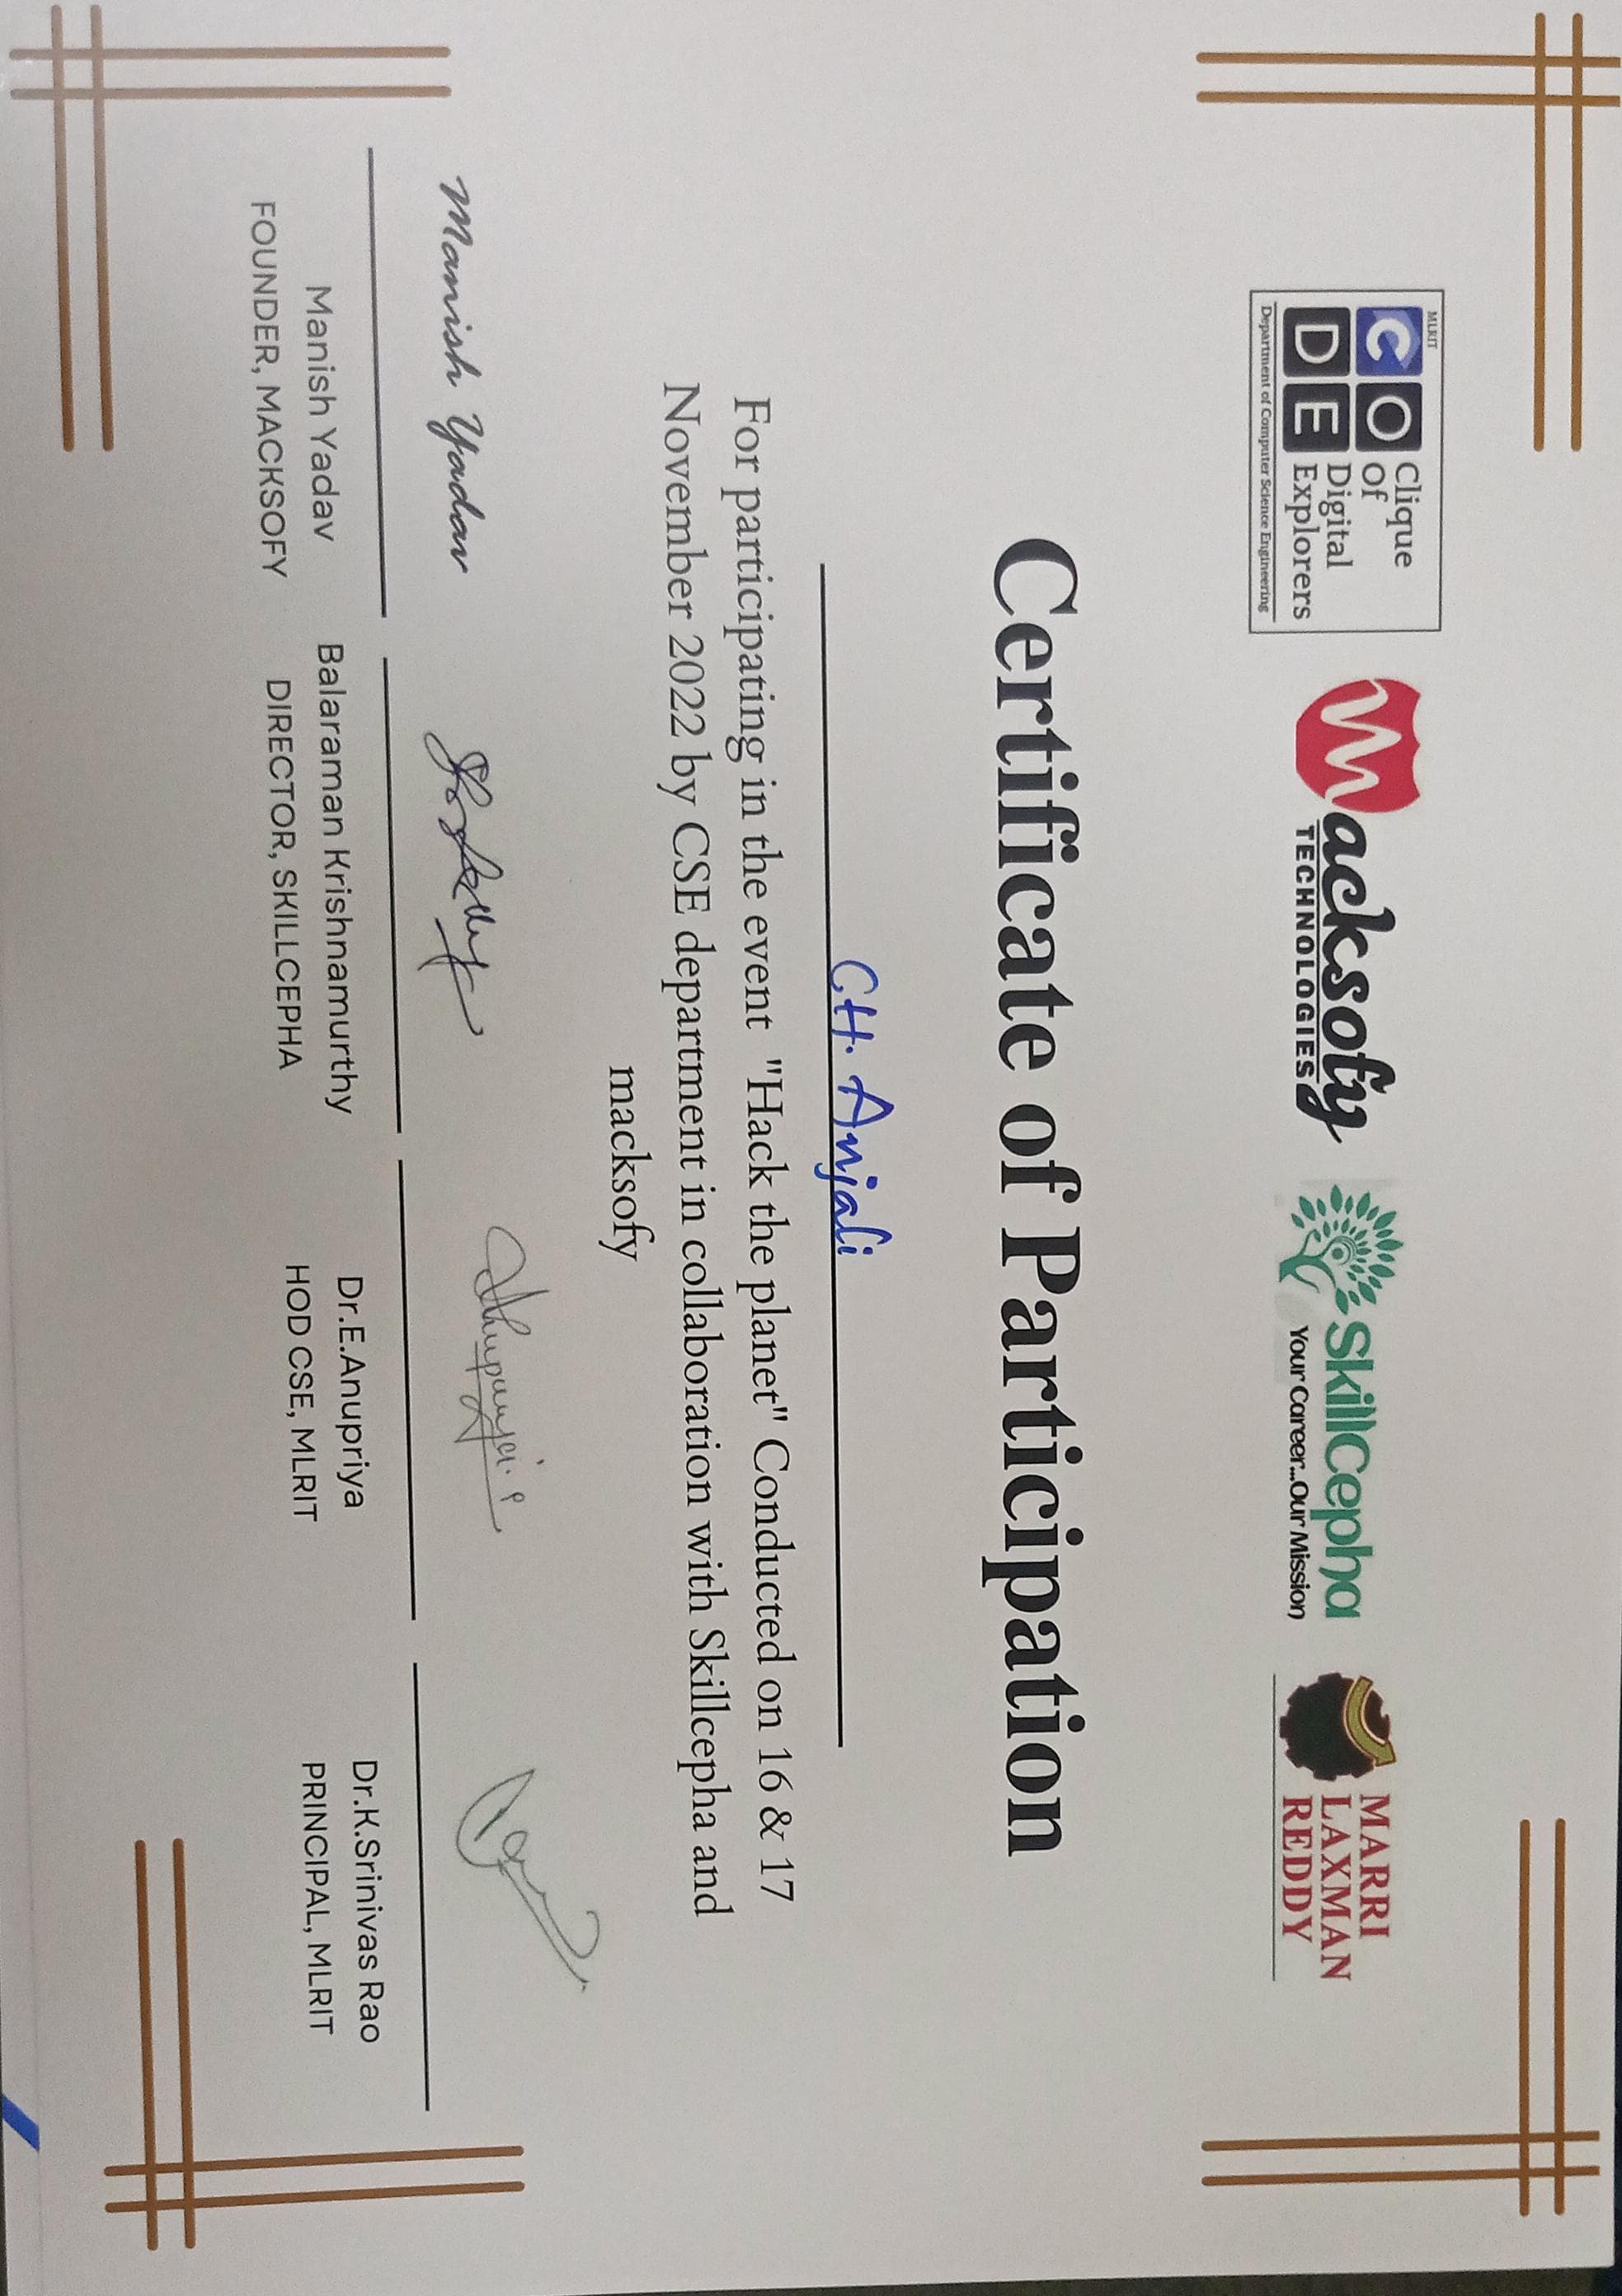 MLRIT
CODE
Clique
Of
Digital
Explorers
Department of Computer Science Engineering
Macksofy
TECHNOLOGIES
SkillCepha
Your Career...Our Mission
MARRI
LAXMAN
REDDY
Certificate of Participation
CH. Anjali
For participating in the event "Hack the planet" Conducted on 16 & 17
November 2022 by CSE department in collaboration with Skillcepha and
macksofy
Manish Yadav
Manish Yadav
FOUNDER, MACKSOFY
Balaraman Krishnamurthy
DIRECTOR, SKILLCEPHA
Dr.E.Anupriya
HOD CSE, MLRIT
Dr.K.Srinivas Rao
PRINCIPAL, MLRIT